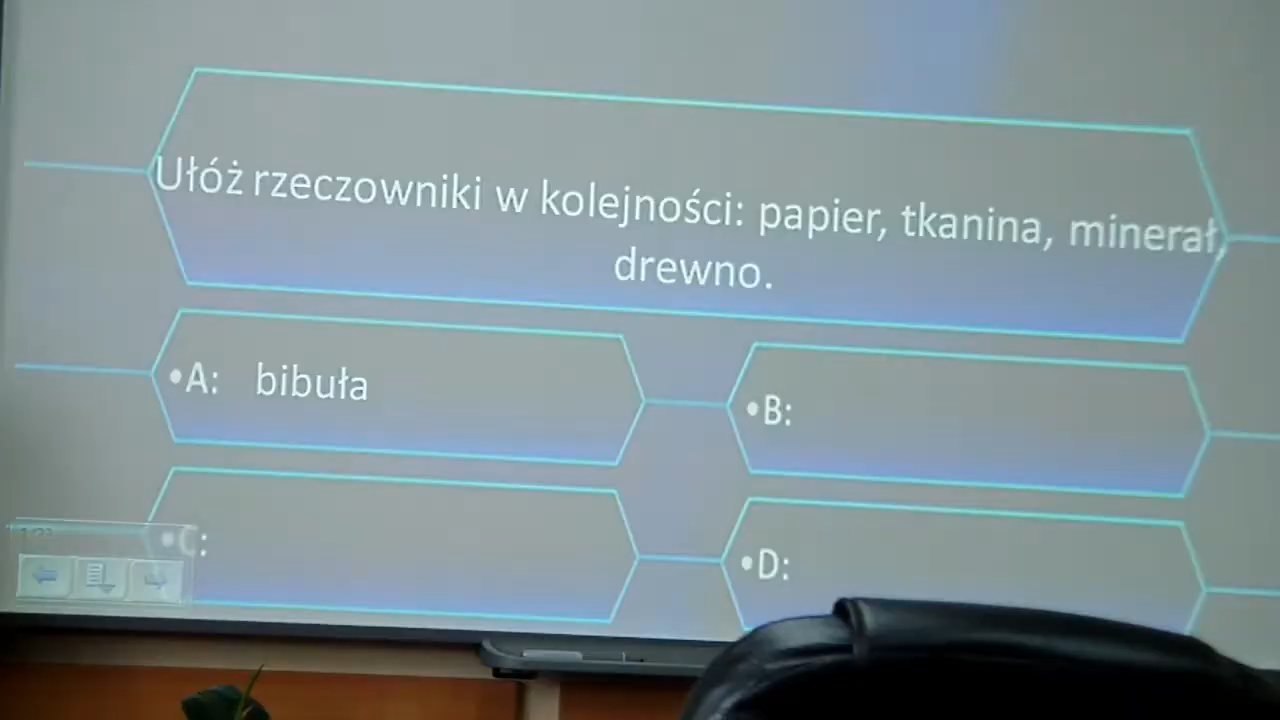 Ułóż rzeczowniki w kolejności: papier, tkanina, minerał,
drewno.
•A: bibuła
•B:
•C:
•D: